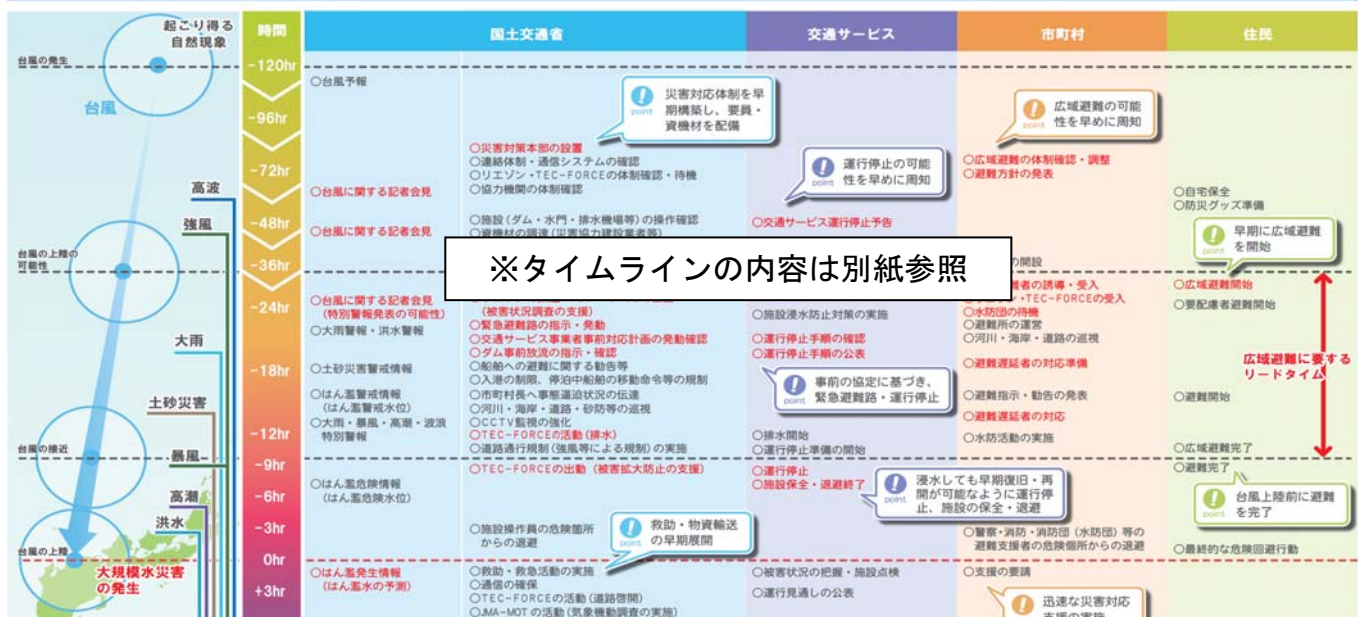 起こり得る
自然現象
時間
国土交通省
交通サービス
市町村
住民
台風の発生
台風
高波
強風
台風の上陸の
可能性
大雨
土砂災害
台風の接近
暴風
高潮
洪水
台風の上陸
大規模水災害
の発生
-120hr
-96hr
-72hr
-48hr
-36hr
-24hr
-18hr
-12hr
-9hr
-6hr
-3hr
0hr
+3hr
○台風予報
○台風に関する記者会見
○台風に関する記者会見
○台風に関する記者会見
(特別警報発表の可能性)
○大雨警報・洪水警報
○土砂災害警戒情報
○はん濫警戒情報
(はん濫警戒水位)
○大雨・暴風・高潮・波浪
特別警報
○はん濫危険情報
(はん濫危険水位)
○はん濫発生情報
(はん濫水の予測)
point
災害対応体制を早
期構築し、要員・
資機材を配備
○災害対策本部の設置
○連絡体制・通信システムの確認
○リエゾン・TEC-FORCEの体制確認・待機
○協力機関の体制確認
○施設(ダム・水門・排水機場等)の操作確認
○資機材の調達(災害協力建設業者等)
※タイムラインの内容は別紙参照
(被害状況調査の支援)
○緊急避難路の指示・発動
○交通サービス事業者事前対応計画の発動確認
○ダム事前放流の指示・確認
○船舶への避難に関する勧告等
○入港の制限、停泊中船舶の移動命令等の規制
○市町村長へ事態逼迫状況の伝達
○河川・海岸・道路・砂防等の巡視
○CCTV監視の強化
○TEC-FORCEの活動(排水)
○道路通行規制(強風等による規制)の実施
○TEC-FORCEの出動(被害拡大防止の支援)
○施設操作員の危険箇所
からの退避
point
救助・物資輸送
の早期展開
○救助・救急活動の実施
○通信の確保
○TEC-FORCEの活動(道路啓開)
○JMA-MOTの活動(気象機動調査の実施)
point
運行停止の可能
性を早めに周知
○交通サービス運行停止予告
○施設浸水防止対策の実施
○運行停止手順の確認
○運行停止手順の公表
point
事前の協定に基づき、
緊急避難路・運行停止
○排水開始
○運行停止準備の開始
○運行停止
○施設保全・退避終了
point
浸水しても早期復旧・再
開が可能なように運行停
止、施設の保全・退避
○被害状況の把握・施設点検
○運行見通しの公表
point
広域避難の可能
性を早めに周知
○広域避難の体制確認・調整
○避難方針の発表
の開設
者の誘導・受入
・TEC-FORCEの受入
○水防団の待機
○避難所の運営
○河川・海岸・道路の巡視
○避難遅延者の対応準備
○避難指示・勧告の発表
○避難遅延者の対応
○水防活動の実施
○警察・消防・消防団(水防団)等の
避難支援者の危険個所からの退避
○支援の要請
迅速な災害対応
支援の実施
○自宅保全
○防災グッズ準備
point
早期に広域避難
を開始
○広域避難開始
○要配慮者避難開始
広域避難に要する
リードタイム
○避難開始
○広域避難完了
○避難完了
point
台風上陸前に避難
を完了
○最終的な危険回避行動